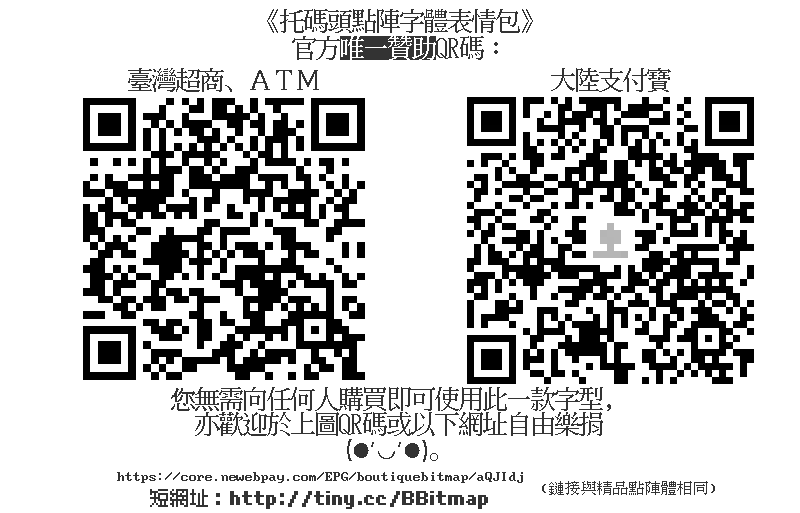 《托碼頭點陣字體表情包》
官方唯一贊助QR碼：
臺灣超商、ATM
大陸支付寶
您無需向任何人購買即可使用此一款字型，
亦歡迎於上圖QR碼或以下網址自由樂捐
(●′◡′●)。
https://core.newebpay.com/EPG/boutiquebitmap/aQJIdj
短網址：http://tiny.cc/BBitmap
(鏈接與精品點陣體相同)